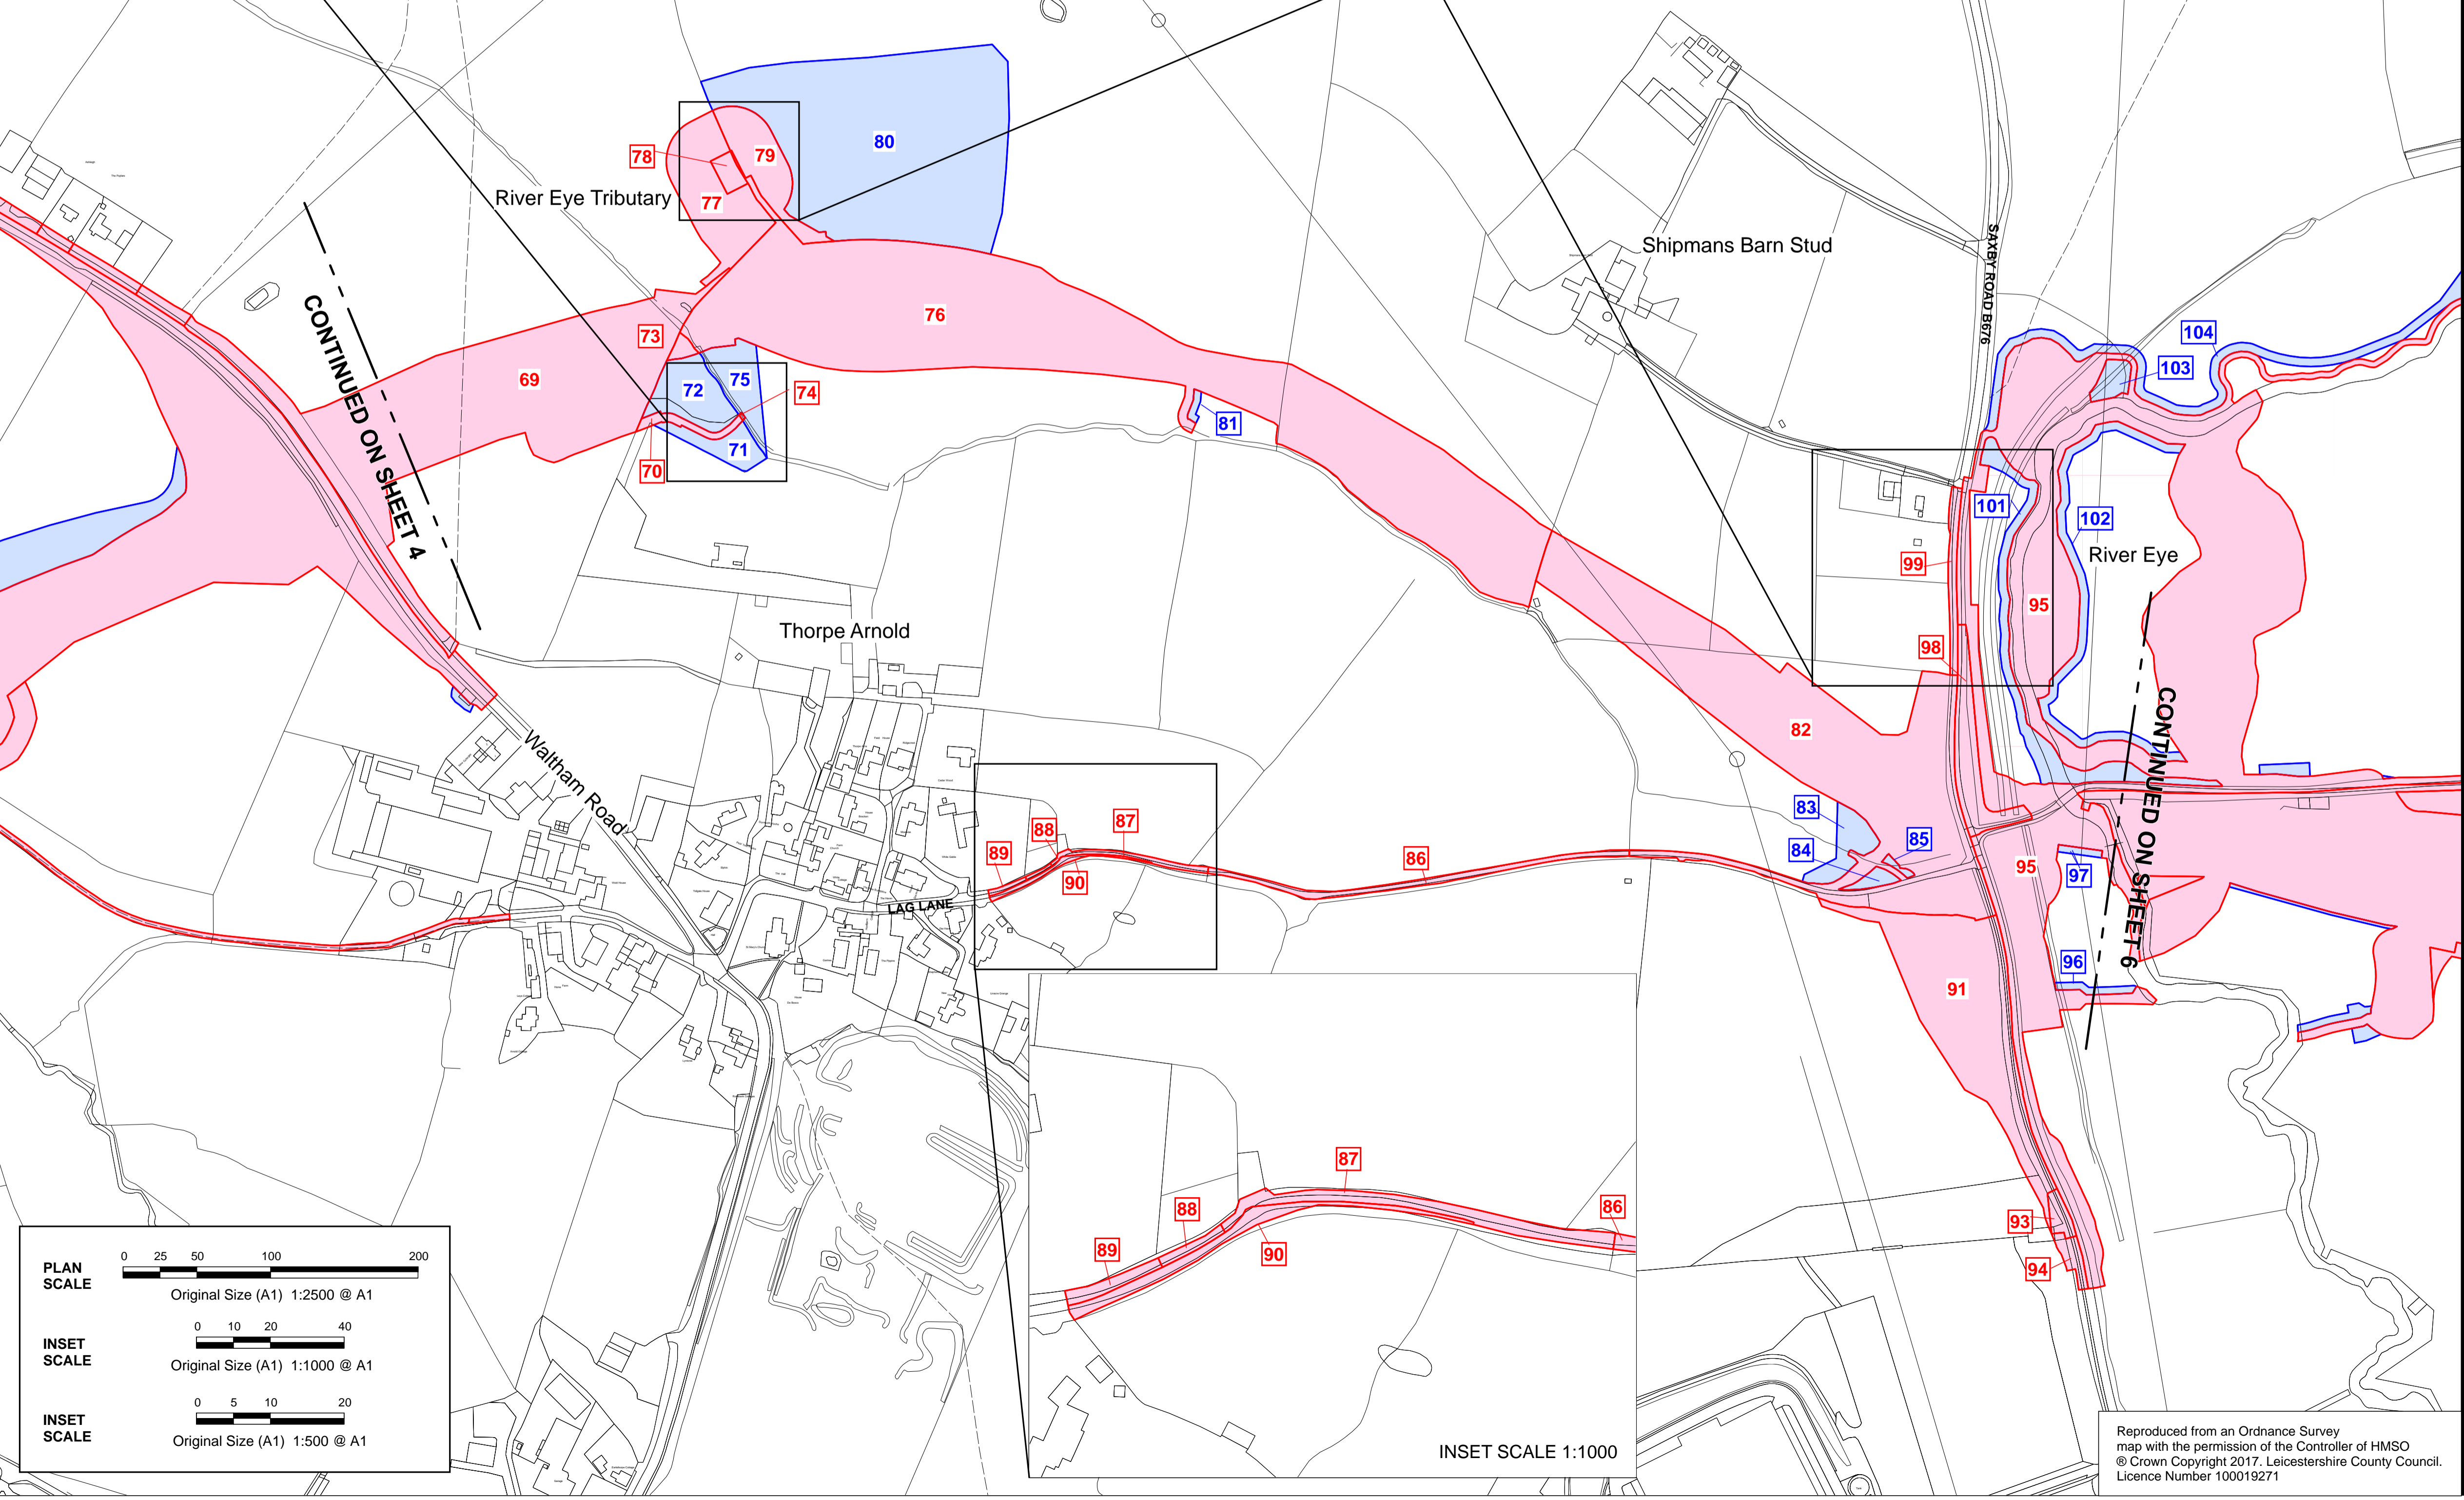 80
78
79
River Eye Tributary
77
Shipmans Barn Stud
SAXBY ROAD B676
76
73
69
104
103
72
75
74
81
71
70
CONTINUED ON SHEET 4
101
102
River Eye
99
95
98
Thorpe Arnold
CONTINUED ON SHEET 6
82
Waltham Road
83
84
85
87
88
89
90
86
95
97
LAG LANE
96
91
87
88
86
89
90
93
94
PLAN SCALE
0 25 50 100 200
Original Size (A1) 1:2500 @ A1
INSET SCALE
0 10 20 40
Original Size (A1) 1:1000 @ A1
INSET SCALE
0 5 10 20
Original Size (A1) 1:500 @ A1
INSET SCALE 1:1000
Reproduced from an Ordnance Survey
map with the permission of the Controller of HMSO
® Crown Copyright 2017. Leicestershire County Council.
Licence Number 100019271